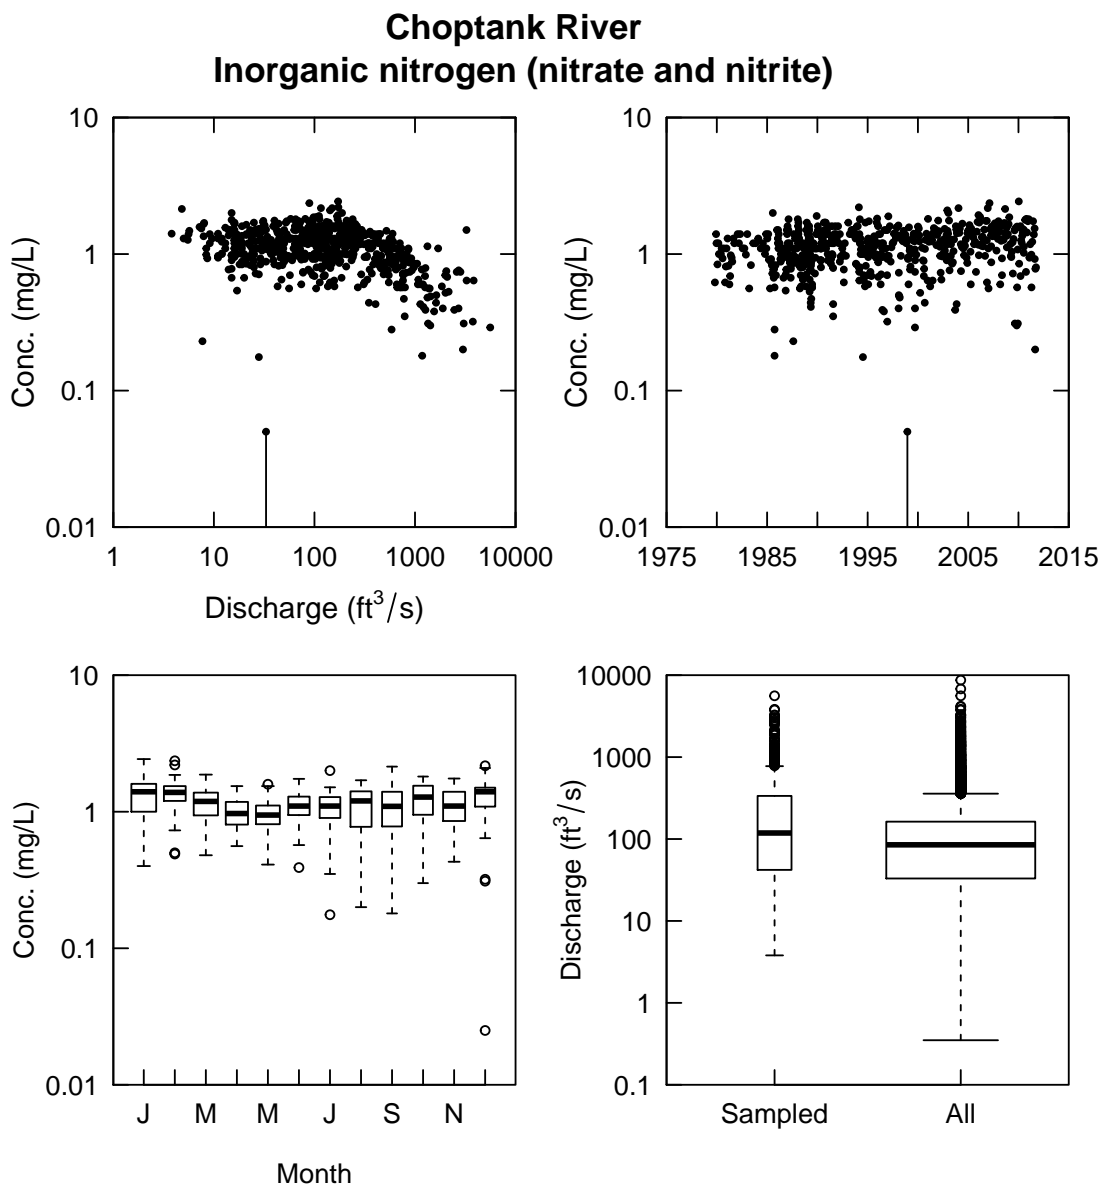 Choptank River
Inorganic nitrogen (nitrate and nitrite)
10
1
0.1
0.01
Conc. (mg/L)
1 10 100 1000 10000
Discharge (ft³/s)
10
1
0.1
0.01
Conc. (mg/L)
1975 1985 1995 2005 2015
10
1
0.1
0.01
Conc. (mg/L)
J M M J S N
Month
10000
1000
100
10
1
0.1
Discharge (ft³/s)
Sampled All